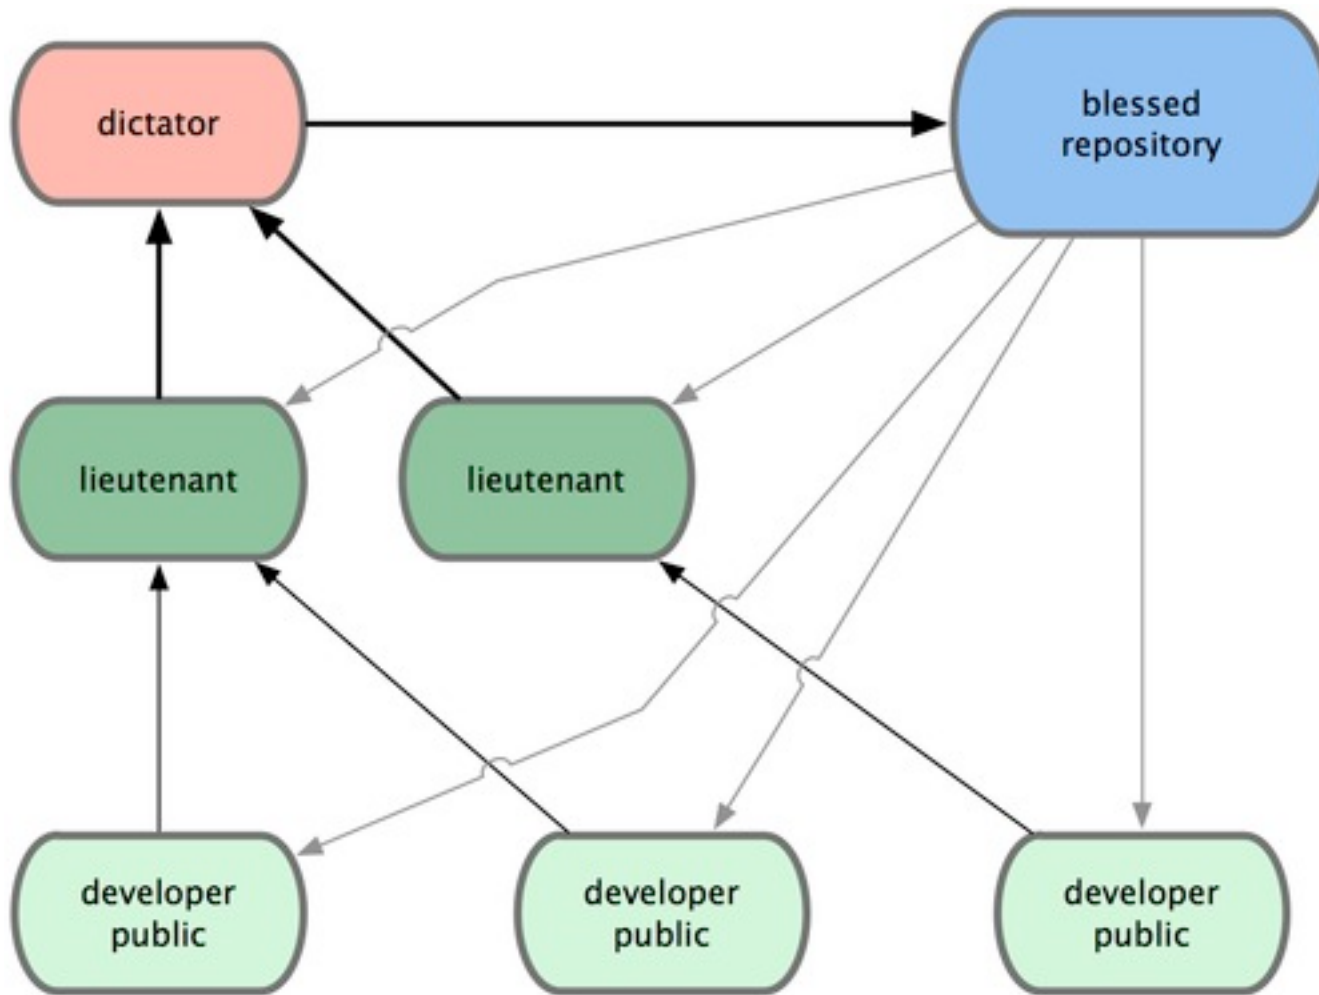 dictator
blessed
repository
lieutenant
lieutenant
developer
public
developer
public
developer
public